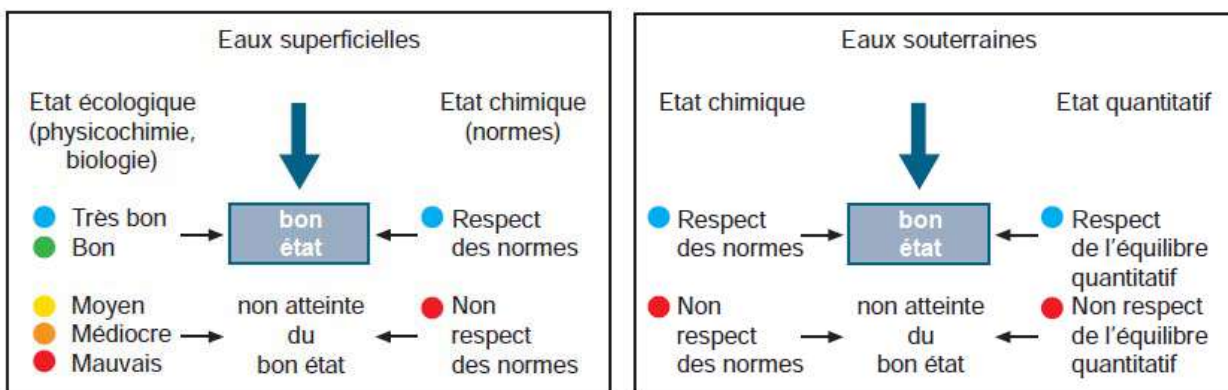 Eaux superficielles
Etat écologique
(physicochimie,
biologie)
Etat chimique
(normes)
Très bon
Bon
bon
état
Respect
des normes
Moyen
Médiocre
Mauvais
non atteinte
du
bon état
Non
respect
des normes
Eaux souterraines
Etat chimique
Etat quantitatif
Respect
des normes
bon
état
Respect
de l'équilibre
quantitatif
Non
respect
des normes
non atteinte
du
bon état
Non respect
de l'équilibre
quantitatif